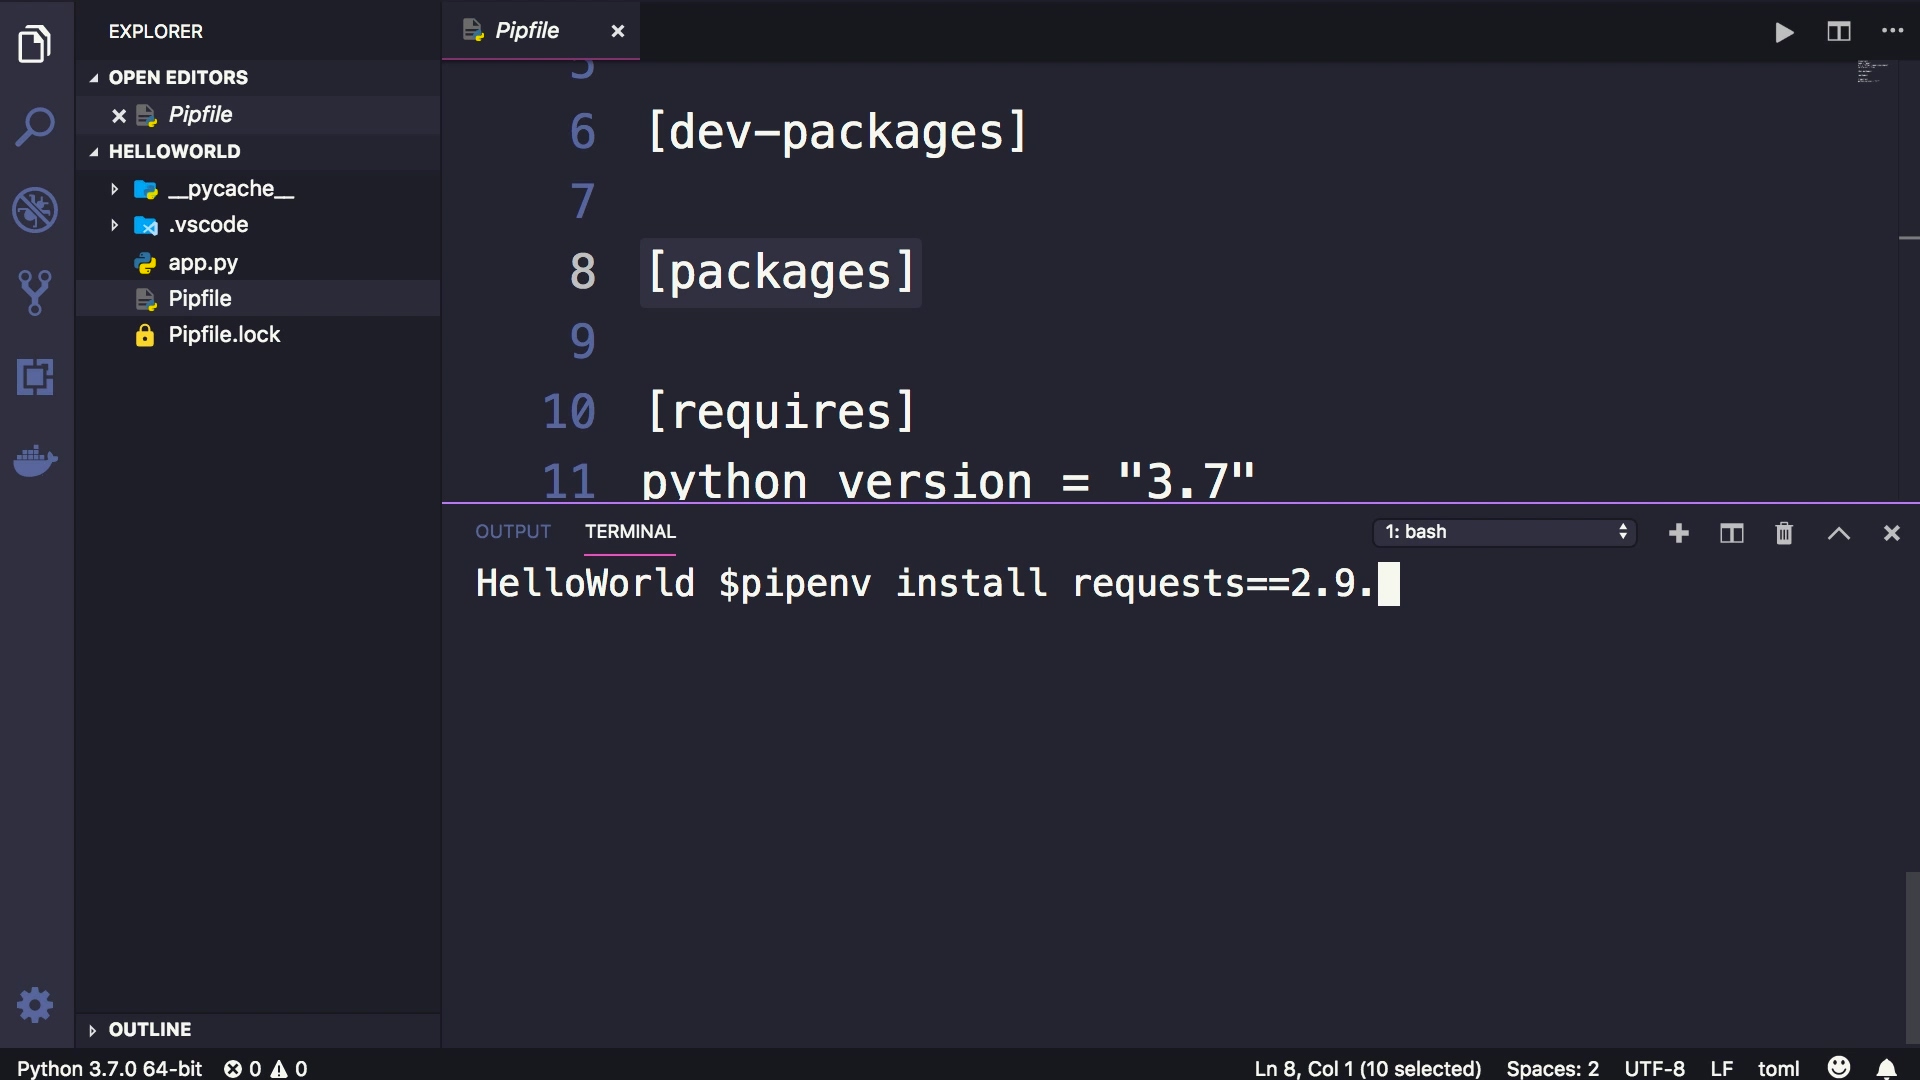 EXPLORER
OPEN EDITORS
Pipfile
HELLOWORLD
__pycache__
.vscode
app.py
Pipfile
Pipfile.lock
OUTLINE
Pipfile
5
6 [dev-packages]
7
8 [packages]
9
10 [requires]
11 python_version = "3.7"
OUTPUT TERMINAL 1: bash
HelloWorld $pipenv install requests==2.9.
Python 3.7.0 64-bit 0 0 Ln 8, Col 1 (10 selected) Spaces: 2 UTF-8 LF toml